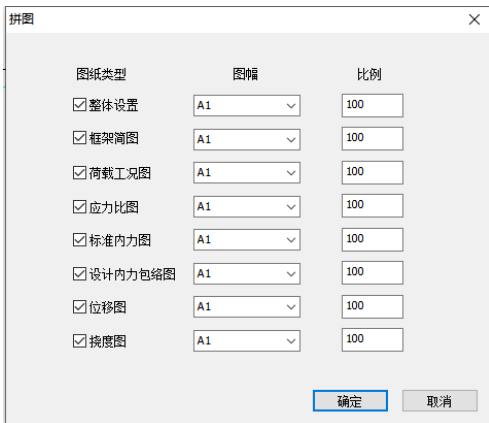 拼图
图纸类型 图幅 比例
整体设置 A1 100
框架简图 A1 100
荷载工况图 A1 100
应力比图 A1 100
标准内力图 A1 100
设计内力包络图 A1 100
位移图 A1 100
挠度图 A1 100
确定 取消